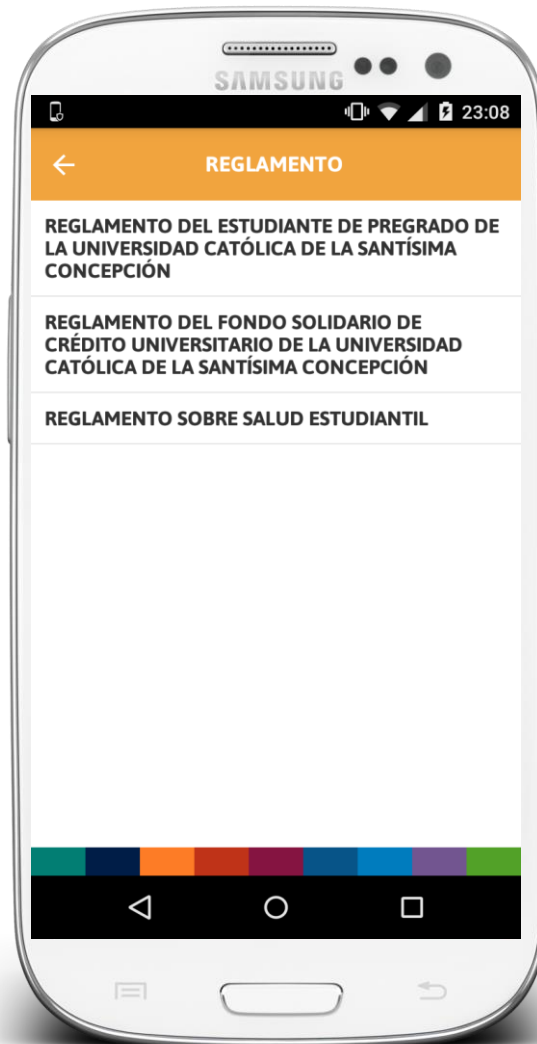 SAMSUNG
23:08
REGLAMENTO
REGLAMENTO DEL ESTUDIANTE DE PREGRADO DE
LA UNIVERSIDAD CATÓLICA DE LA SANTÍSIMA
CONCEPCIÓN
REGLAMENTO DEL FONDO SOLIDARIO DE
CRÉDITO UNIVERSITARIO DE LA UNIVERSIDAD
CATÓLICA DE LA SANTÍSIMA CONCEPCIÓN
REGLAMENTO SOBRE SALUD ESTUDIANTIL